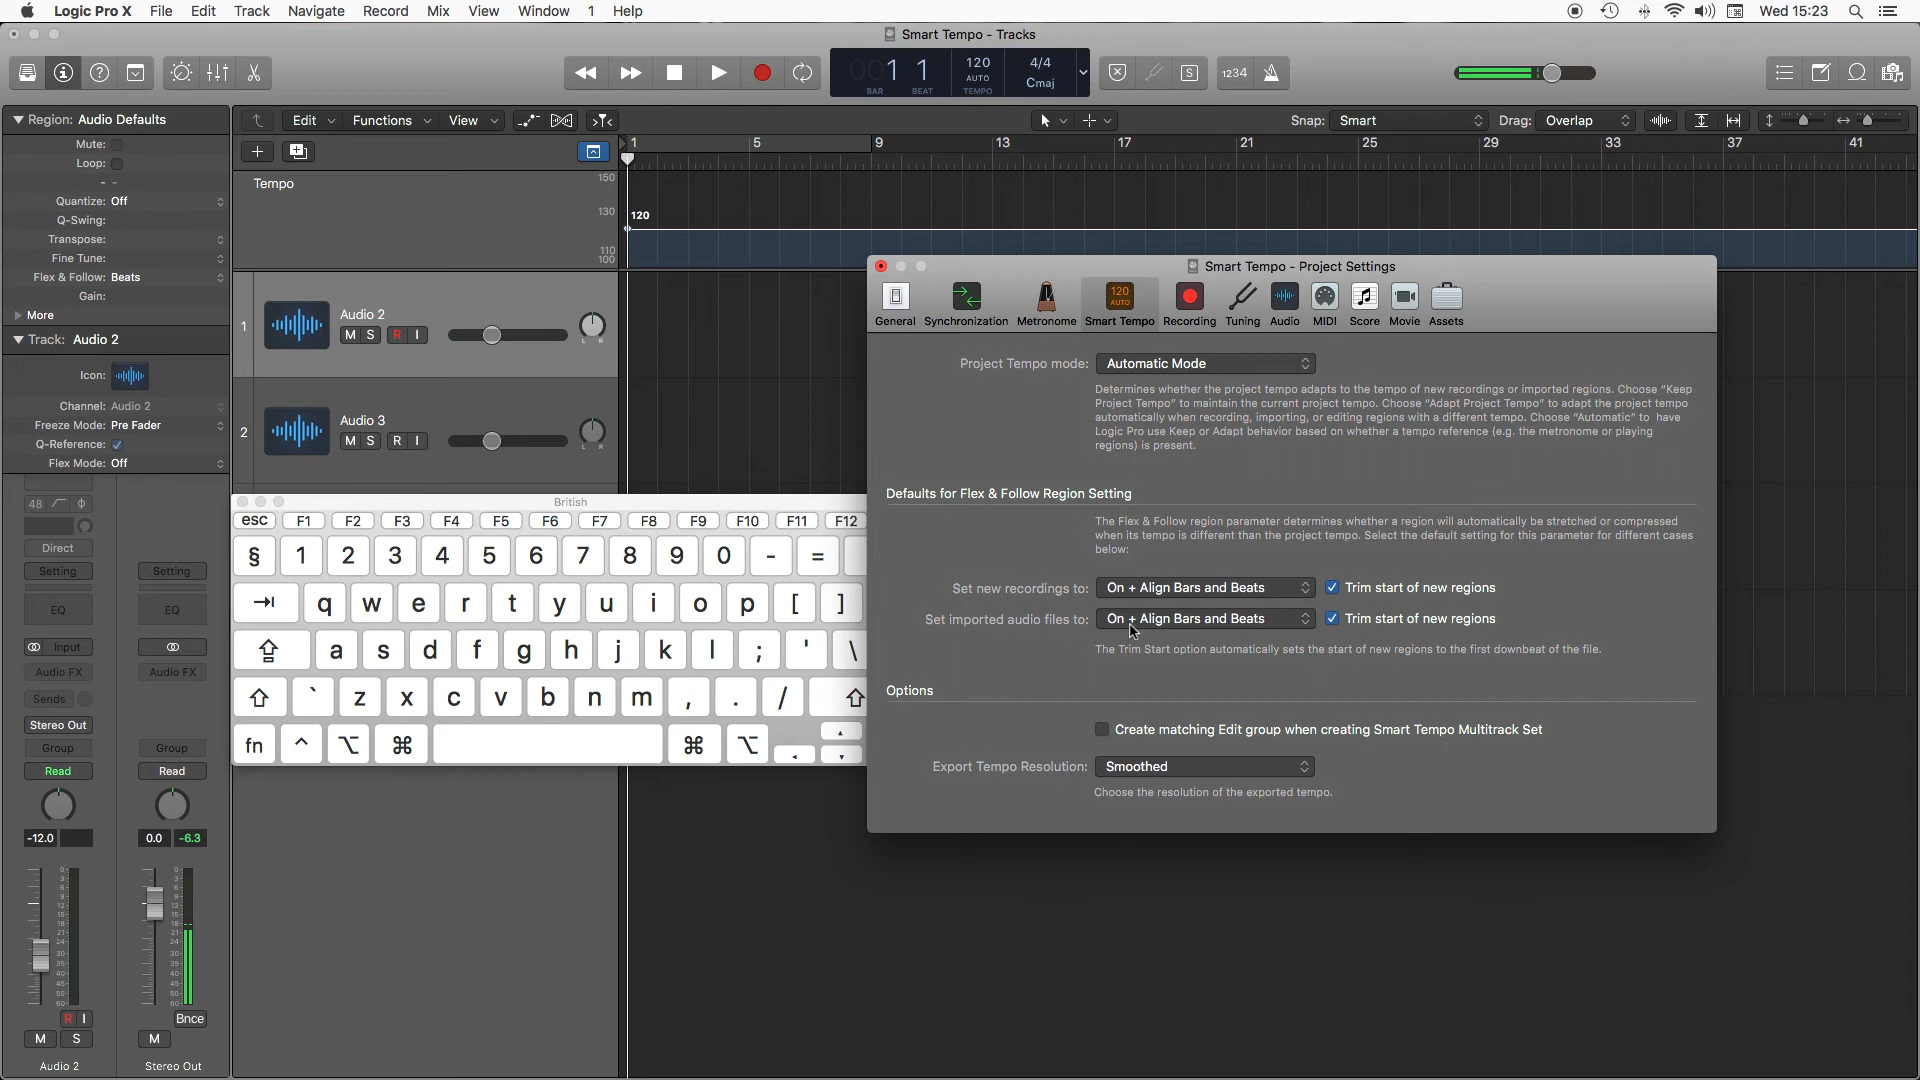 Logic Pro X File Edit Track Navigate Record Mix View Window 1 Help Wed 15:23
Smart Tempo - Tracks
001 1 120 4/4
AUTO Cmaj
BAR BEAT TEMPO
S 1234
Region: Audio Defaults
Mute:
Loop:
- -
Quantize: Off
Q-Swing:
Transpose:
Fine Tune:
Flex & Follow: Beats
Gain:
More
Track: Audio 2
Icon:
Channel: Audio 2
Freeze Mode: Pre Fader
Q-Reference:
Flex Mode: Off
Edit Functions View Snap: Smart Drag: Overlap
1 5 9 13 17 21 25 29 33 37 41
Tempo
150
130
110
100
120
1 Audio 2
M S R I
L R
2 Audio 3
M S R I
L R
48
Direct
Setting Setting
EQ EQ
Input
Audio FX Audio FX
Sends
Stereo Out
Group Group
Read Read
-12.0 0.0 -6.3
R I Bnce
M S M
Audio 2 Stereo Out
British
esc F1 F2 F3 F4 F5 F6 F7 F8 F9 F10 F11 F12
§ 1 2 3 4 5 6 7 8 9 0 - =
q w e r t y u i o p [ ]
a s d f g h j k l ; ' \
` z x c v b n m , . /
fn ^ ⌥ ⌘ ⌘ ⌥
Smart Tempo - Project Settings
120
AUTO
General Synchronization Metronome Smart Tempo Recording Tuning Audio MIDI Score Movie Assets
Project Tempo mode: Automatic Mode
Determines whether the project tempo adapts to the tempo of new recordings or imported regions. Choose "Keep
Project Tempo" to maintain the current project tempo. Choose "Adapt Project Tempo" to adapt the project tempo
automatically when recording, importing, or editing regions with a different tempo. Choose "Automatic" to have
Logic Pro use Keep or Adapt behavior based on whether a tempo reference (e.g. the metronome or playing
regions) is present.
Defaults for Flex & Follow Region Setting
The Flex & Follow region parameter determines whether a region will automatically be stretched or compressed
when its tempo is different than the project tempo. Select the default setting for this parameter for different cases
below:
Set new recordings to: On + Align Bars and Beats Trim start of new regions
Set imported audio files to: On + Align Bars and Beats Trim start of new regions
The Trim Start option automatically sets the start of new regions to the first downbeat of the file.
Options
Create matching Edit group when creating Smart Tempo Multitrack Set
Export Tempo Resolution: Smoothed
Choose the resolution of the exported tempo.